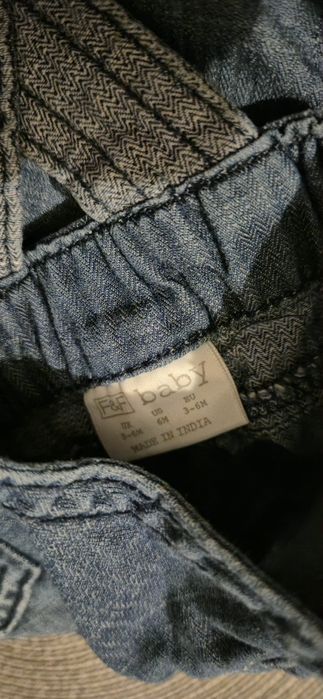 F&F baby
UK US EU
3-6M 6M 3-6M
MADE IN INDIA